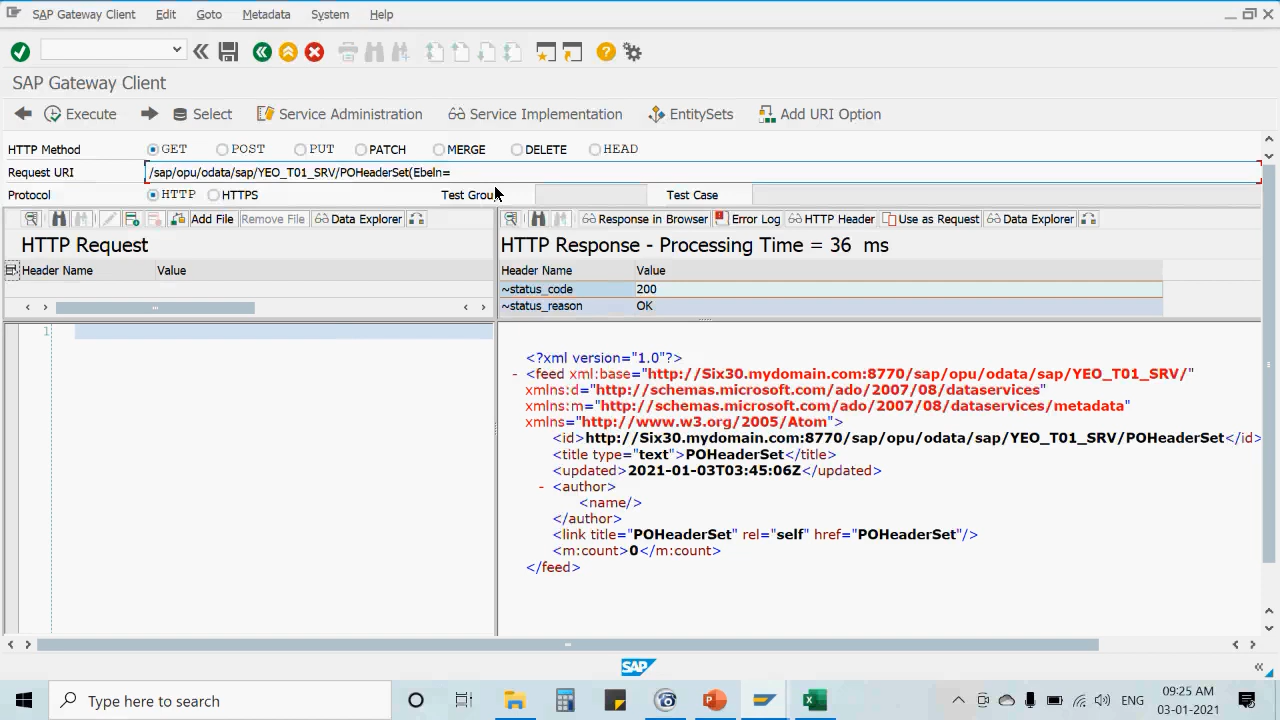 SAP Gateway Client Edit Goto Metadata System Help
SAP Gateway Client
Execute Select Service Administration Service Implementation EntitySets Add URI Option
HTTP Method GET POST PUT PATCH MERGE DELETE HEAD
Request URI /sap/opu/odata/sap/YEO_T01_SRV/POHeaderSet(Ebeln=
Protocol HTTP HTTPS Test Grou Test Case
Add File Remove File Data Explorer Response in Browser Error Log HTTP Header Use as Request Data Explorer
HTTP Request HTTP Response - Processing Time = 36 ms
Header Name Value Header Name Value
~status_code 200
~status_reason OK
1
<?xml version="1.0"?>
- <feed xml:base="http://Six30.mydomain.com:8770/sap/opu/odata/sap/YEO_T01_SRV/"
xmlns:d="http://schemas.microsoft.com/ado/2007/08/dataservices"
xmlns:m="http://schemas.microsoft.com/ado/2007/08/dataservices/metadata"
xmlns="http://www.w3.org/2005/Atom">
<id>http://Six30.mydomain.com:8770/sap/opu/odata/sap/YEO_T01_SRV/POHeaderSet</id>
<title type="text">POHeaderSet</title>
<updated>2021-01-03T03:45:06Z</updated>
- <author>
<name/>
</author>
<link title="POHeaderSet" rel="self" href="POHeaderSet"/>
<m:count>0</m:count>
</feed>
SAP
Type here to search ENG 09:25 AM
03-01-2021